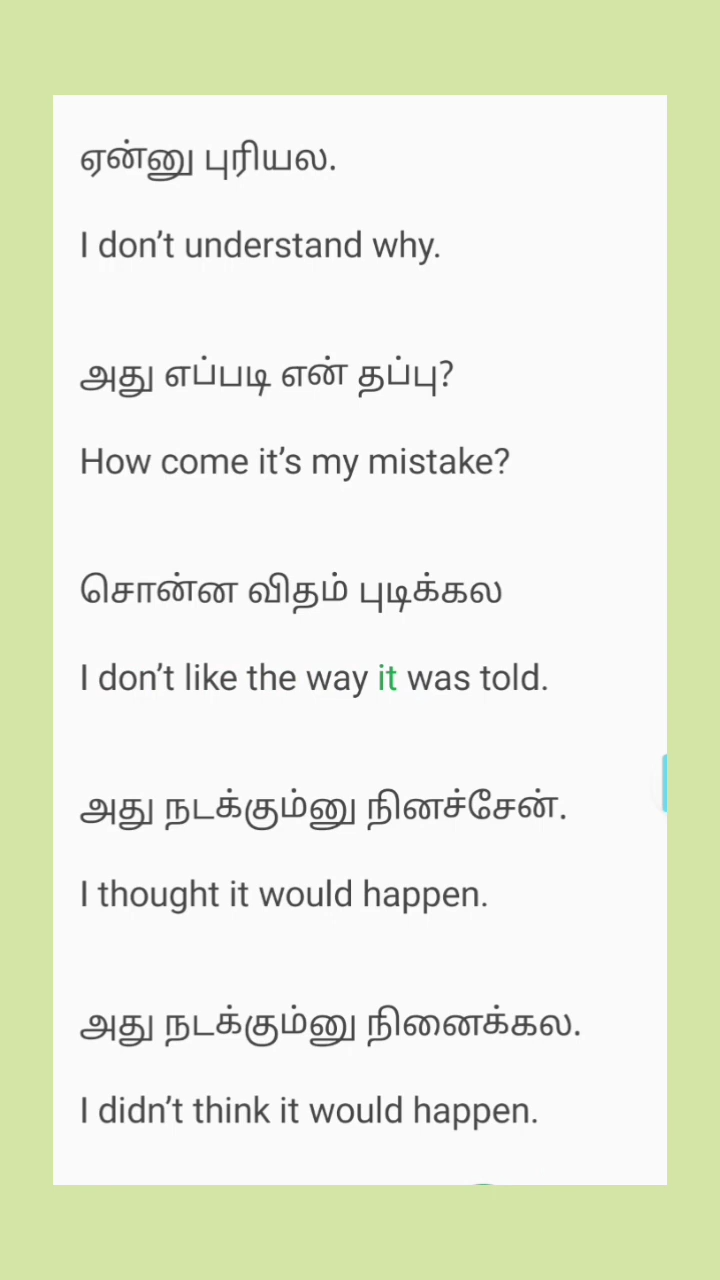 ஏன்னு புரியல.
I don’t understand why.
அது எப்படி என் தப்பு?
How come it’s my mistake?
சொன்ன விதம் புடிக்கல
I don’t like the way it was told.
அது நடக்கும்னு நினச்சேன்.
I thought it would happen.
அது நடக்கும்னு நினைக்கல.
I didn’t think it would happen.